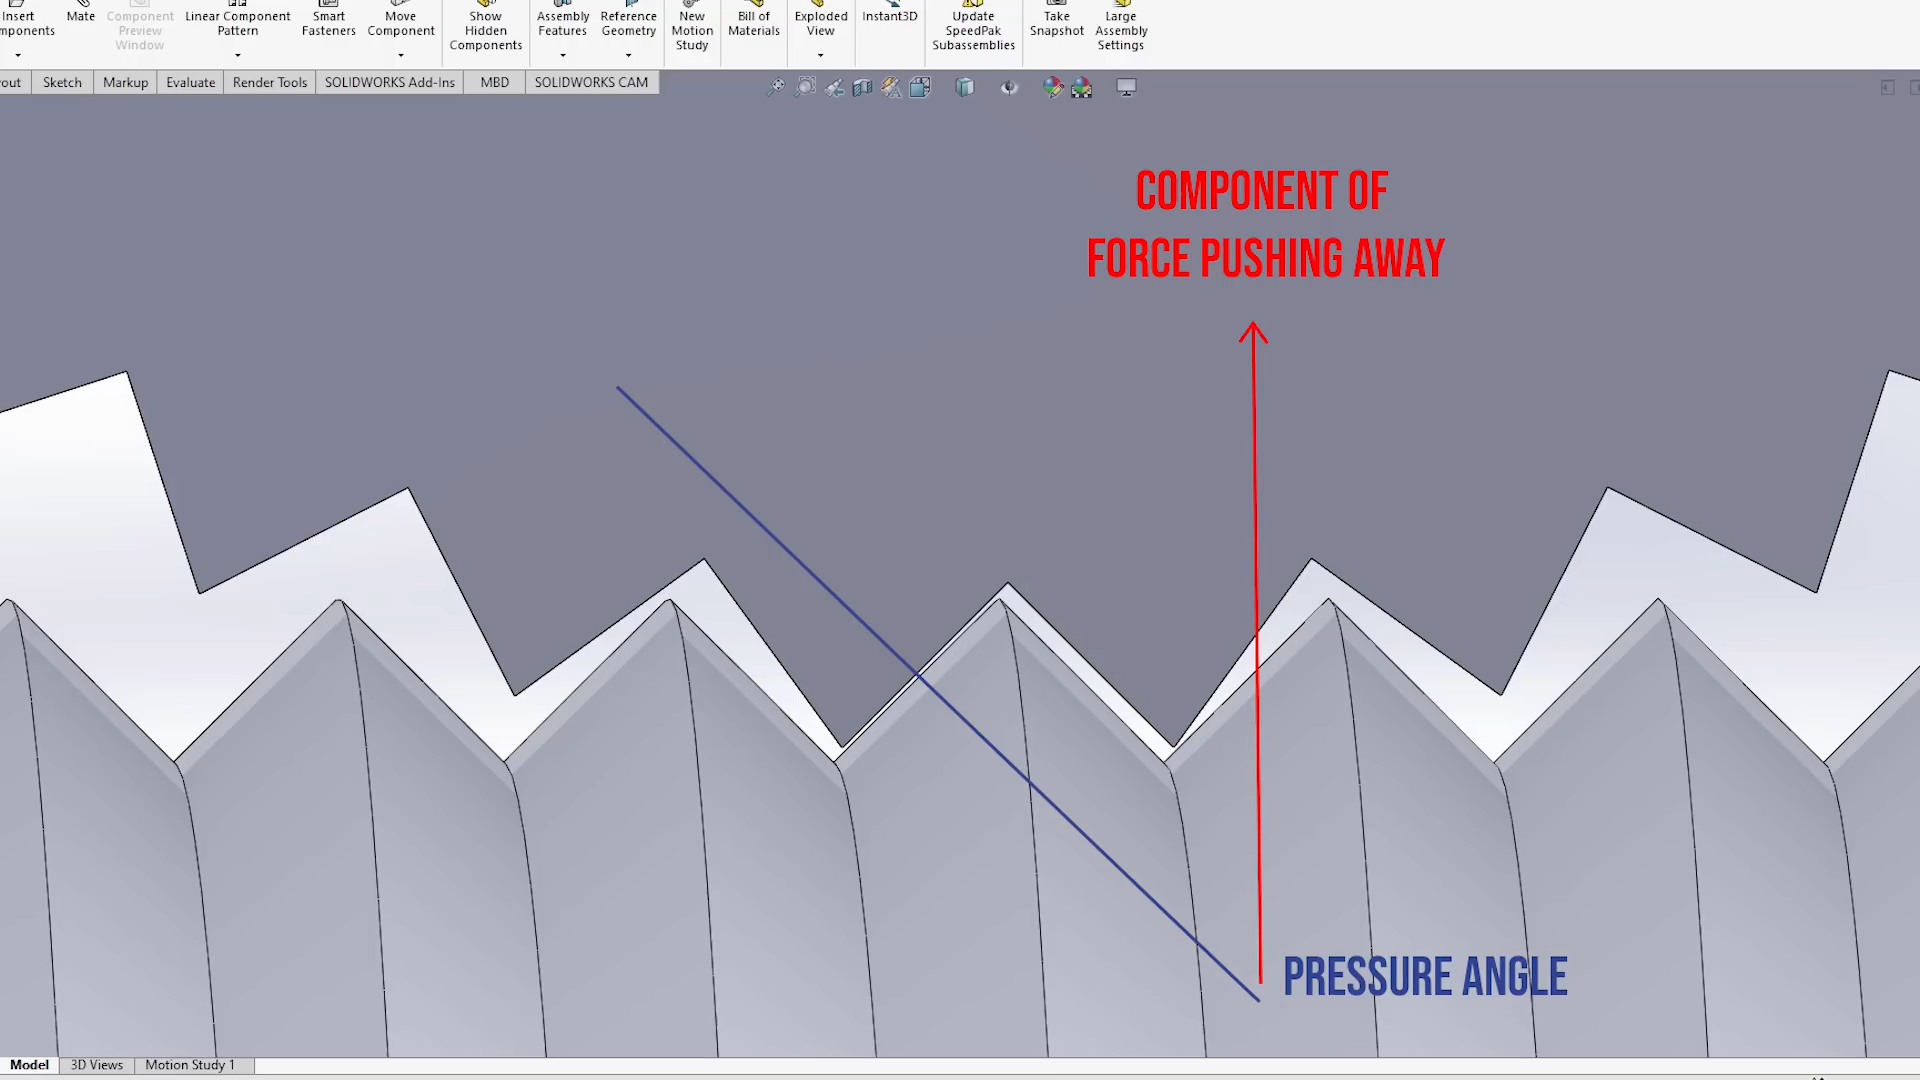 Insert
mponents
Mate
Component
Preview
Window
Linear Component
Pattern
Smart
Fasteners
Move
Component
Show
Hidden
Components
Assembly
Features
Reference
Geometry
New
Motion
Study
Bill of
Materials
Exploded
View
Instant3D
Update
SpeedPak
Subassemblies
Take
Snapshot
Large
Assembly
Settings
out Sketch Markup Evaluate Render Tools SOLIDWORKS Add-Ins MBD SOLIDWORKS CAM
COMPONENT OF
FORCE PUSHING AWAY
PRESSURE ANGLE
Model 3D Views Motion Study 1